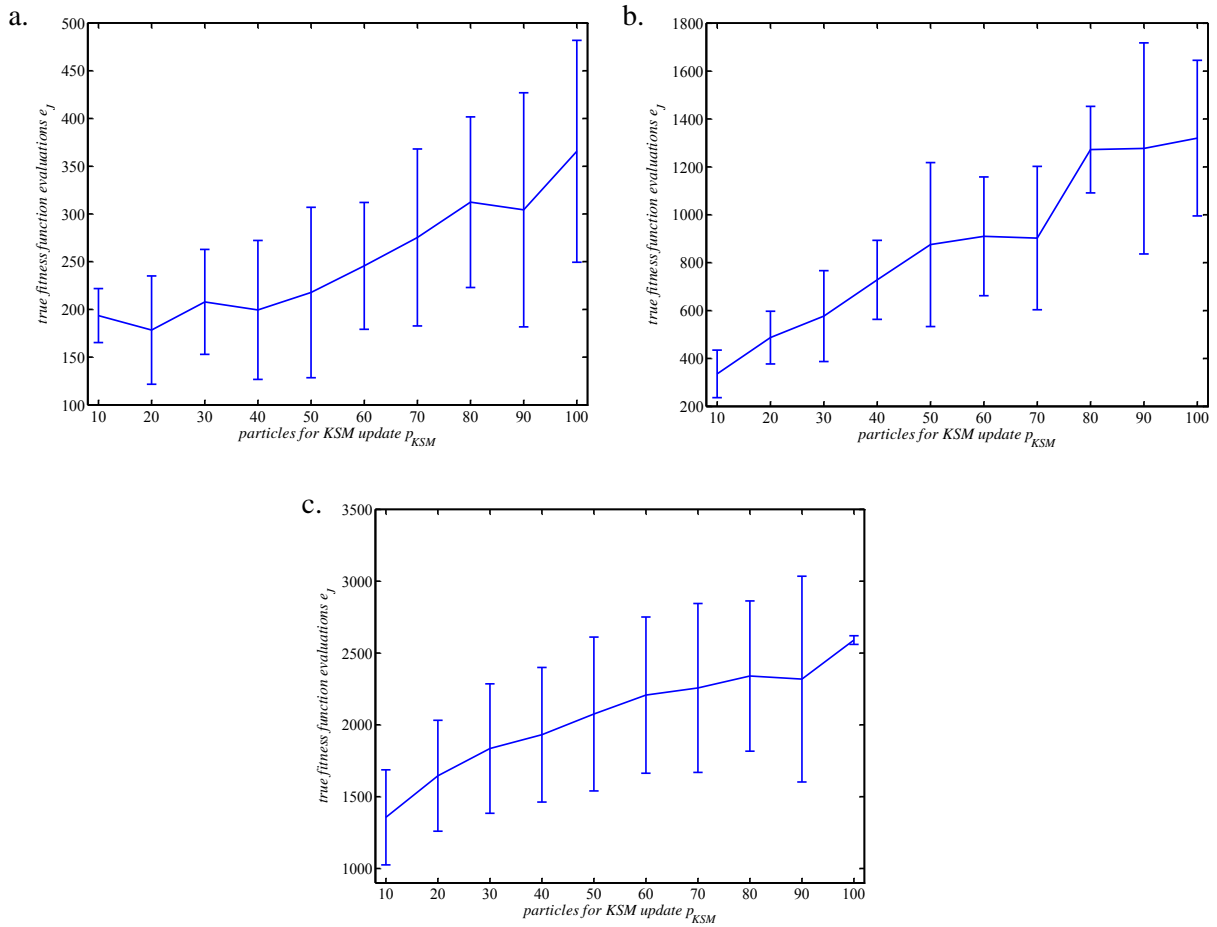 a.
500
450
400
350
300
250
200
150
100
true fitness function evaluations e_J
10 20 30 40 50 60 70 80 90 100
particles for KSM update p_KSM
b.
1800
1600
1400
1200
1000
800
600
400
200
true fitness function evaluations e_J
10 20 30 40 50 60 70 80 90 100
particles for KSM update p_KSM
c.
3500
3000
2500
2000
1500
1000
true fitness function evaluations e_J
10 20 30 40 50 60 70 80 90 100
particles for KSM update p_KSM